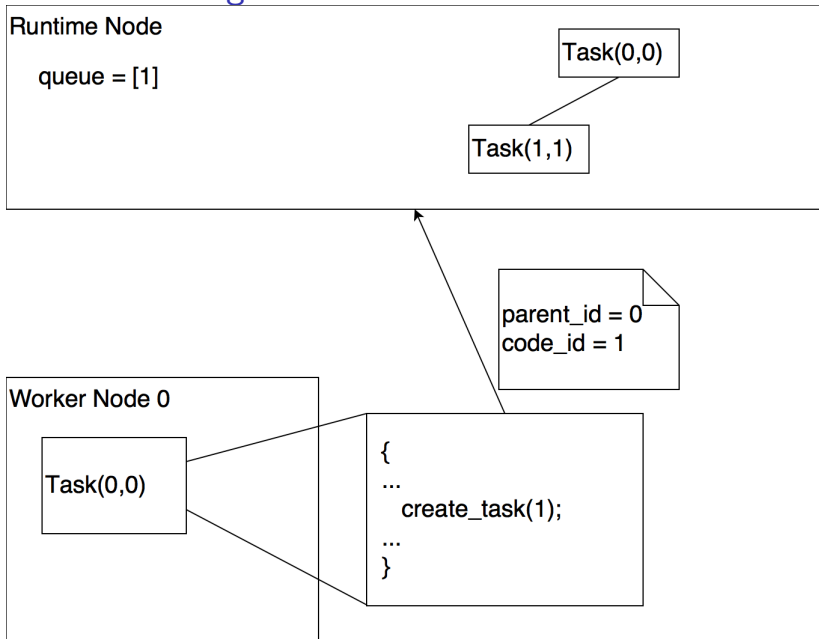 Runtime Node
queue = [1]
Task(0,0)
Task(1,1)
parent_id = 0
code_id = 1
Worker Node 0
Task(0,0)
{
...
create_task(1);
...
}